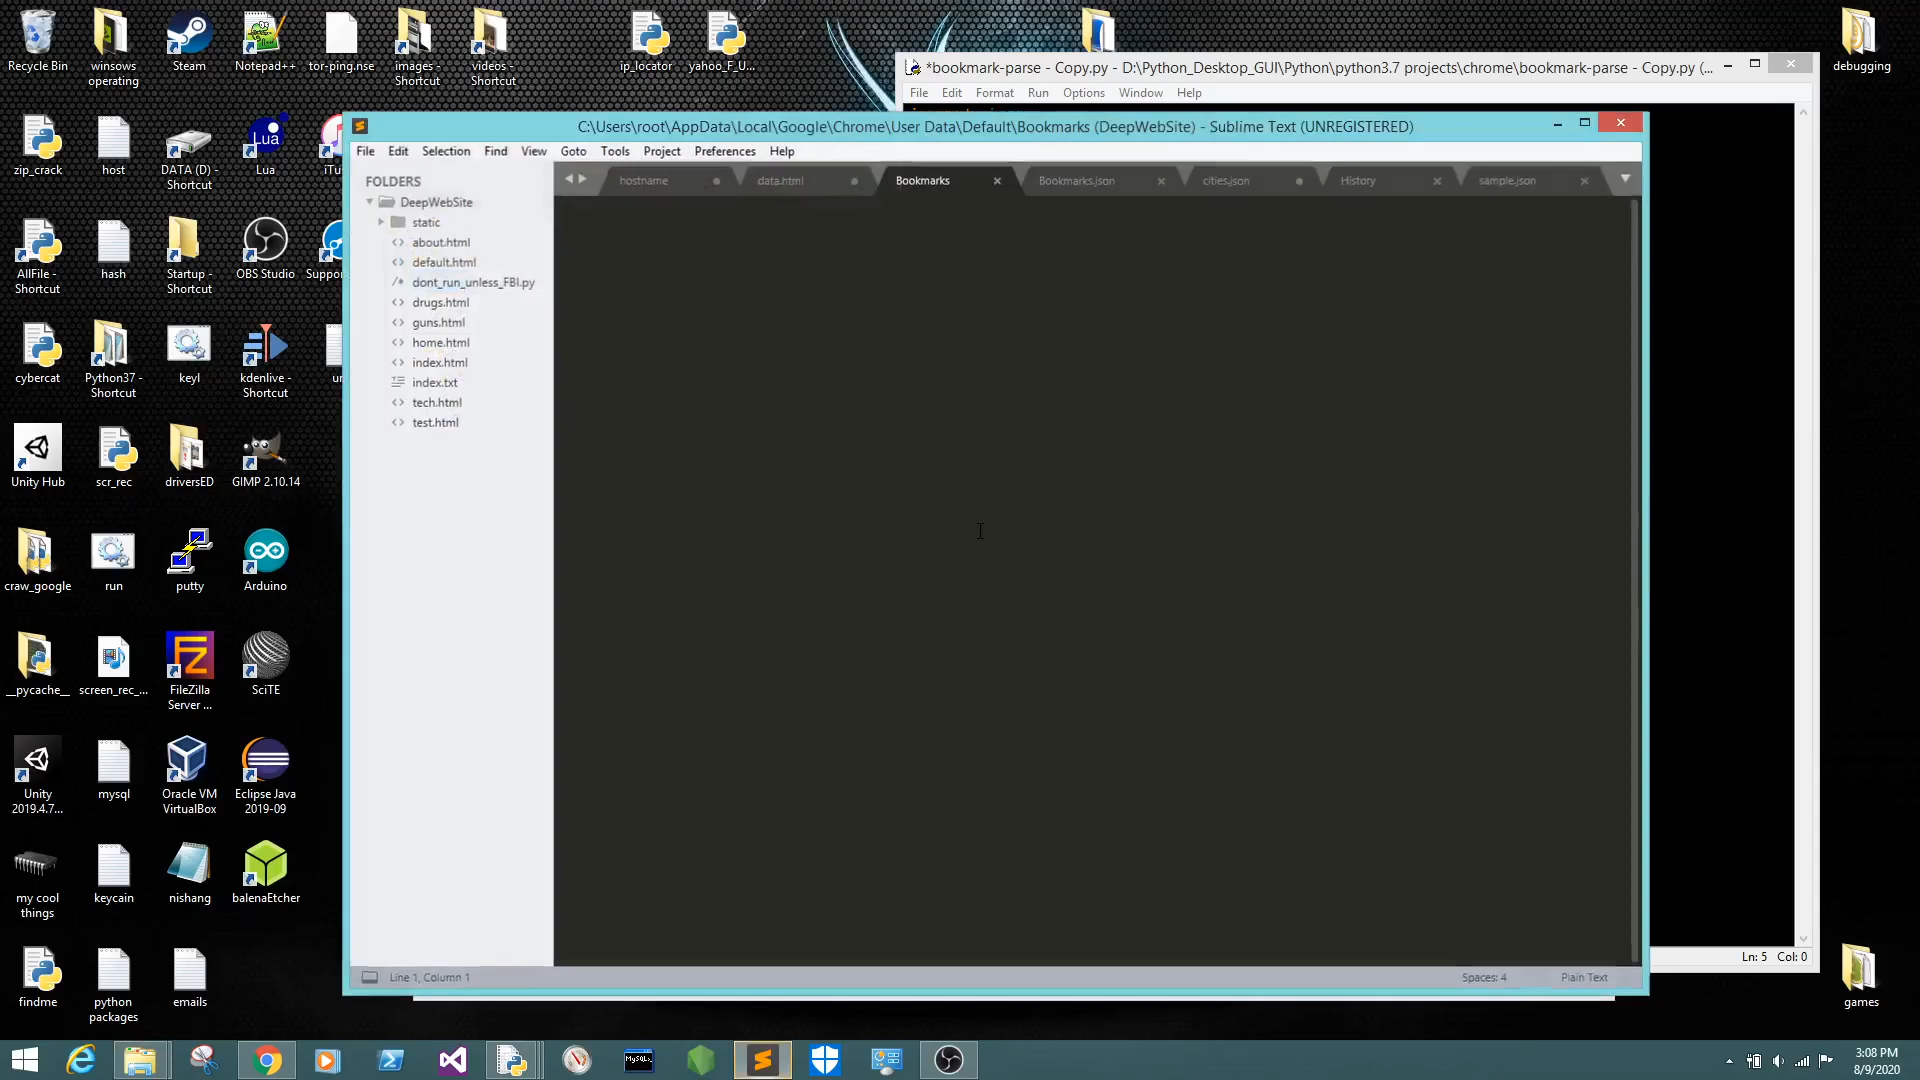 Recycle Bin
winsows
operating
Steam
Notepad++
tor-ping.nse
images -
Shortcut
videos -
Shortcut
ip_locator
yahoo_F_U...
debugging
*bookmark-parse - Copy.py - D:\Python_Desktop_GUI\Python\python3.7 projects\chrome\bookmark-parse - Copy.py (...
File Edit Format Run Options Window Help
C:\Users\root\AppData\Local\Google\Chrome\User Data\Default\Bookmarks (DeepWebSite) - Sublime Text (UNREGISTERED)
File Edit Selection Find View Goto Tools Project Preferences Help
hostname
data.html
Bookmarks
Bookmarks.json
cities.json
History
sample.json
FOLDERS
DeepWebSite
static
about.html
default.html
dont_run_unless_FBI.py
drugs.html
guns.html
home.html
index.html
index.txt
tech.html
test.html
zip_crack
host
DATA (D) -
Shortcut
Lua
Lua
AllFile -
Shortcut
hash
Startup -
Shortcut
OBS Studio
cybercat
Python37 -
Shortcut
keyl
kdenlive -
Shortcut
Unity Hub
scr_rec
driversED
GIMP 2.10.14
craw_google
run
putty
Arduino
__pycache__
screen_rec_...
FileZilla
Server ...
SciTE
Unity
2019.4.7...
mysql
Oracle VM
VirtualBox
Eclipse Java
2019-09
my cool
things
keycain
nishang
balenaEtcher
findme
python
packages
emails
Line 1, Column 1
Spaces: 4
Plain Text
Ln: 5 Col: 0
games
3:08 PM
8/9/2020